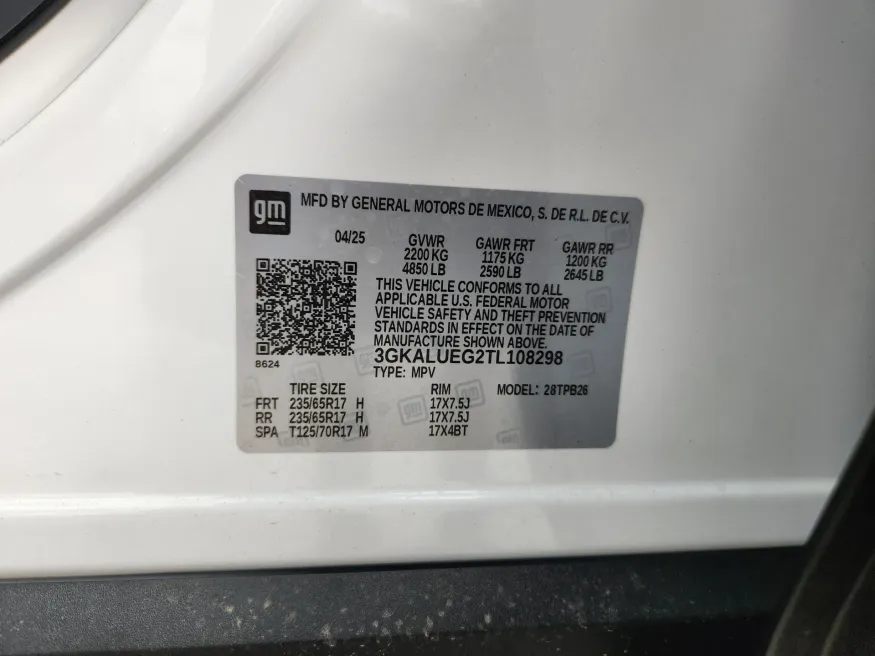 gm MFD BY GENERAL MOTORS DE MEXICO, S. DE R.L. DE C.V.
04/25 GVWR GAWR FRT GAWR RR
2200 KG 1175 KG 1200 KG
4850 LB 2590 LB 2645 LB
THIS VEHICLE CONFORMS TO ALL
APPLICABLE U.S. FEDERAL MOTOR
VEHICLE SAFETY AND THEFT PREVENTION
STANDARDS IN EFFECT ON THE DATE OF
MANUFACTURE SHOWN ABOVE.
3GKALUEG2TL108298
8624
TYPE: MPV
TIRE SIZE RIM MODEL: 28TPB26
FRT 235/65R17 H 17X7.5J
RR 235/65R17 H 17X7.5J
SPA T125/70R17 M 17X4BT